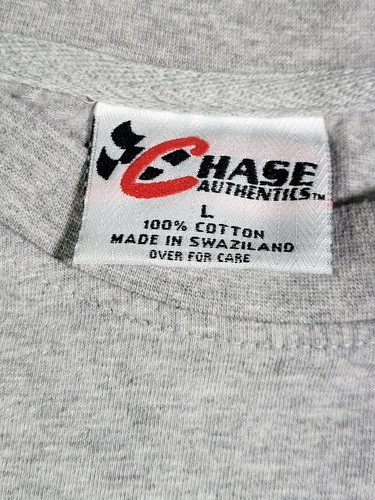 CHASE
AUTHENTICS™
L
100% COTTON
MADE IN SWAZILAND
OVER FOR CARE